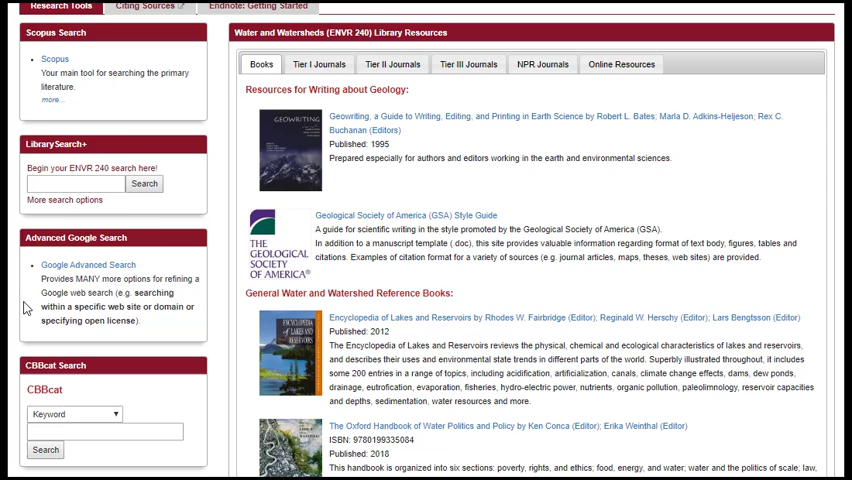 Research Tools
Citing Sources
Endnote: Getting Started
Scopus Search
Scopus
Your main tool for searching the primary
literature.
more...
LibrarySearch+
Begin your ENVR 240 search here!
Search
More search options
Advanced Google Search
Google Advanced Search
Provides MANY more options for refining a
Google web search (e.g. searching
within a specific web site or domain or
specifying open license).
CBBcat Search
CBBcat
Keyword
Search
Water and Watersheds (ENVR 240) Library Resources
Books
Tier I Journals
Tier II Journals
Tier III Journals
NPR Journals
Online Resources
Resources for Writing about Geology:
GEOWRITING
Geowriting, a Guide to Writing, Editing, and Printing in Earth Science by Robert L. Bates; Marla D. Adkins-Heljeson; Rex C.
Buchanan (Editors)
Published: 1995
Prepared especially for authors and editors working in the earth and environmental sciences.
THE
GEOLOGICAL
SOCIETY
OF AMERICA®
Geological Society of America (GSA) Style Guide
A guide for scientific writing in the style promoted by the Geological Society of America (GSA).
In addition to a manuscript template (.doc), this site provides valuable information regarding format of text body, figures, tables and
citations. Examples of citation format for a variety of sources (e.g. journal articles, maps, theses, web sites) are provided.
General Water and Watershed Reference Books:
ENCYCLOPEDIA
OF LAKES AND
RESERVOIRS
Encyclopedia of Lakes and Reservoirs by Rhodes W. Fairbridge (Editor); Reginald W. Herschy (Editor); Lars Bengtsson (Editor)
Published: 2012
The Encyclopedia of Lakes and Reservoirs reviews the physical, chemical and ecological characteristics of lakes and reservoirs,
and describes their uses and environmental state trends in different parts of the world. Superbly illustrated throughout, it includes
some 200 entries in a range of topics, including acidification, artificialization, canals, climate change effects, dams, dew ponds,
drainage, eutrofication, evaporation, fisheries, hydro-electric power, nutrients, organic pollution, paleolimnology, reservoir capacities
and depths, sedimentation, water resources and more.
The Oxford Handbook of Water Politics and Policy by Ken Conca (Editor); Erika Weinthal (Editor)
ISBN: 9780199335084
Published: 2018
This handbook is organized into six sections: poverty, rights, and ethics; food, energy, and water; water and the politics of scale; law,